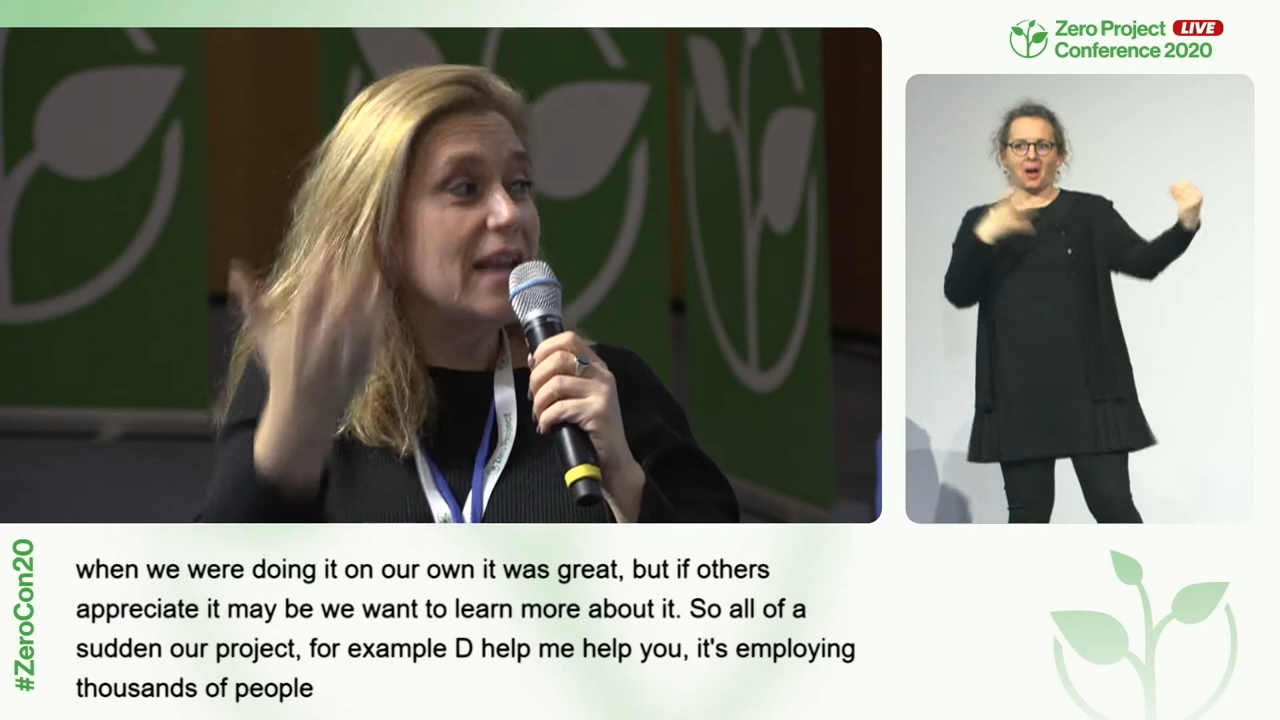 Zero Project LIVE
Conference 2020
Zero Project
#ZeroCon20
when we were doing it on our own it was great, but if others
appreciate it may be we want to learn more about it. So all of a
sudden our project, for example D help me help you, it's employing
thousands of people